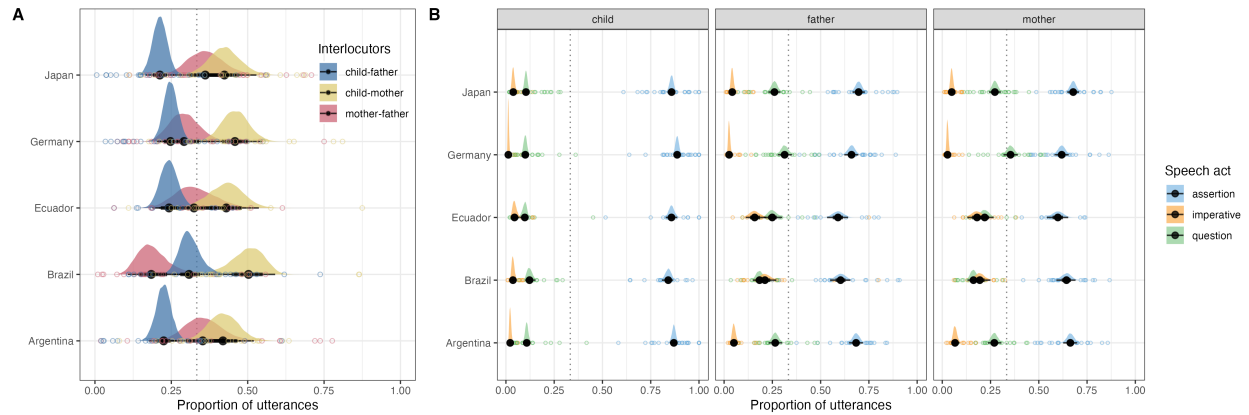 A
Japan
Germany
Ecuador
Brazil
Argentina
0.00 0.25 0.50 0.75 1.00
Proportion of utterances
Interlocutors
child-father
child-mother
mother-father
B
child father mother
Japan
Germany
Ecuador
Brazil
Argentina
0.00 0.25 0.50 0.75 1.00 0.00 0.25 0.50 0.75 1.00 0.00 0.25 0.50 0.75 1.00
Proportion of utterances
Speech act
assertion
imperative
question